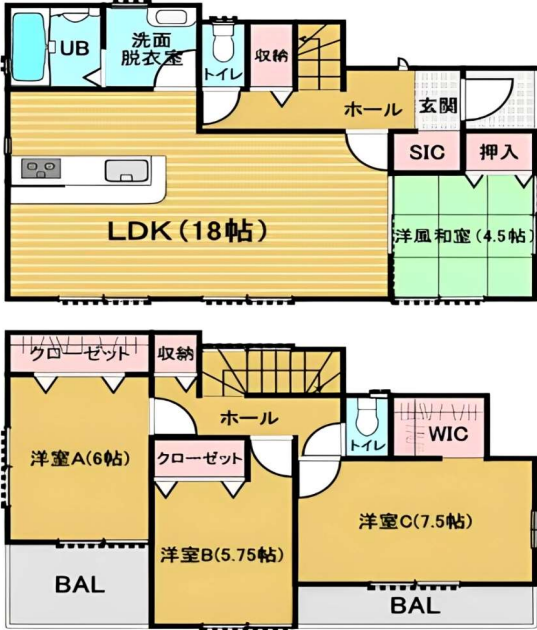 UB
洗面
脱衣室
トイレ
収納
ホール
玄関
SIC
押入
LDK(18帖)
洋風和室(4.5帖)
クローゼット
収納
ホール
トイレ
WIC
洋室A(6帖)
クローゼット
洋室B(5.75帖)
洋室C(7.5帖)
BAL
BAL